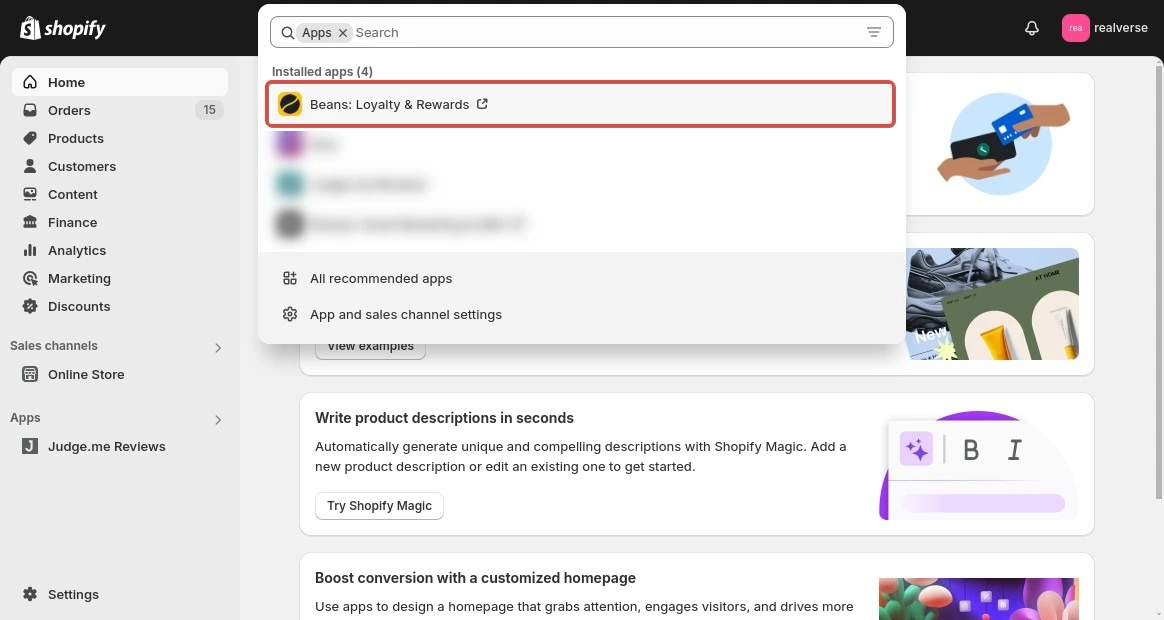 shopify
Apps
Search
rea
realverse
Installed apps (4)
Beans: Loyalty & Rewards
All recommended apps
App and sales channel settings
Home
Orders
15
Products
Customers
Content
Finance
Analytics
Marketing
Discounts
Sales channels
Online Store
Apps
Judge.me Reviews
Settings
View examples
AT HOME
New
Write product descriptions in seconds
Automatically generate unique and compelling descriptions with Shopify Magic. Add a
new product description or edit an existing one to get started.
Try Shopify Magic
B I
Boost conversion with a customized homepage
Use apps to design a homepage that grabs attention, engages visitors, and drives more